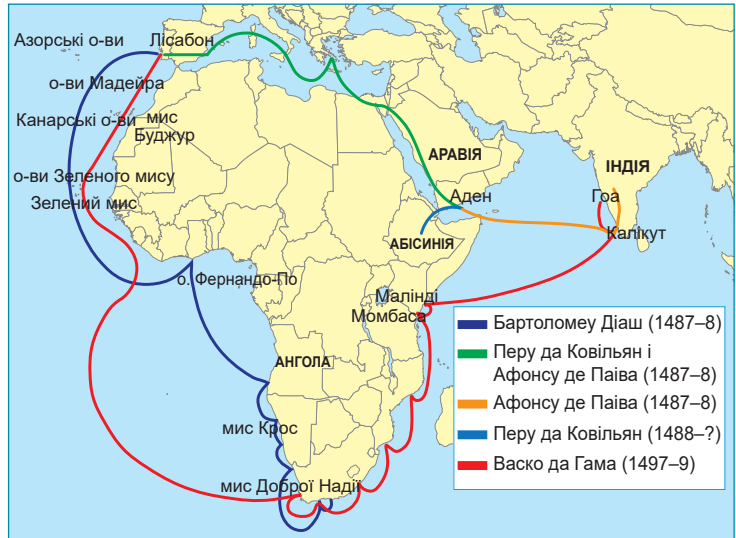 Азорські о-ви
Лісабон
о-ви Мадейра
Канарські о-ви
мис
Буджур
о-ви Зеленого мису
Зелений мис
АРАВІЯ
ІНДІЯ
Аден
Гоа
АБІСИНІЯ
Калікут
о. Фернандо-По
Малінді
Момбаса
АНГОЛА
мис Крос
мис Доброї Надії
Бартоломеу Діаш (1487–8)
Перу да Ковільян і
Афонсу де Паіва (1487–8)
Афонсу де Паіва (1487–8)
Перу да Ковільян (1488–?)
Васко да Гама (1497–9)